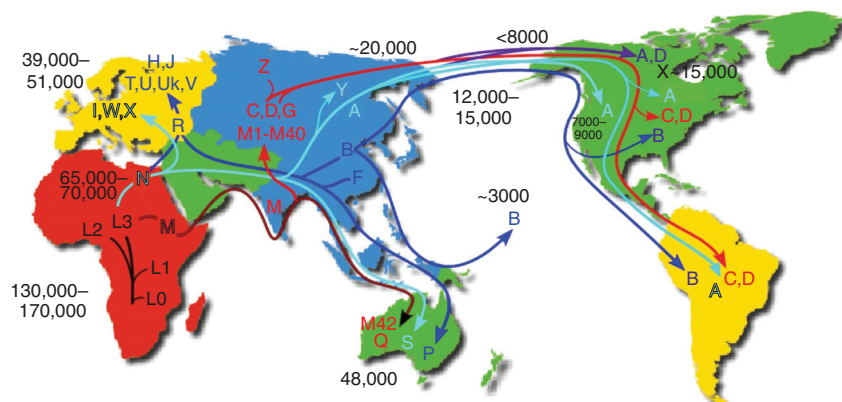 39,000–
51,000
H,J
T,U,Uk,V
I,W,X
R
Z
C,D,G
M1-M40
Y
A
~20,000
<8000
A,D
X~15,000
12,000–
15,000
A
A
7000–
9000
C,D
B
B
F
65,000–
70,000
N
M
L3
M
L2
L1
L0
130,000–
170,000
~3000
B
B
A
C,D
M42
Q
S
P
48,000